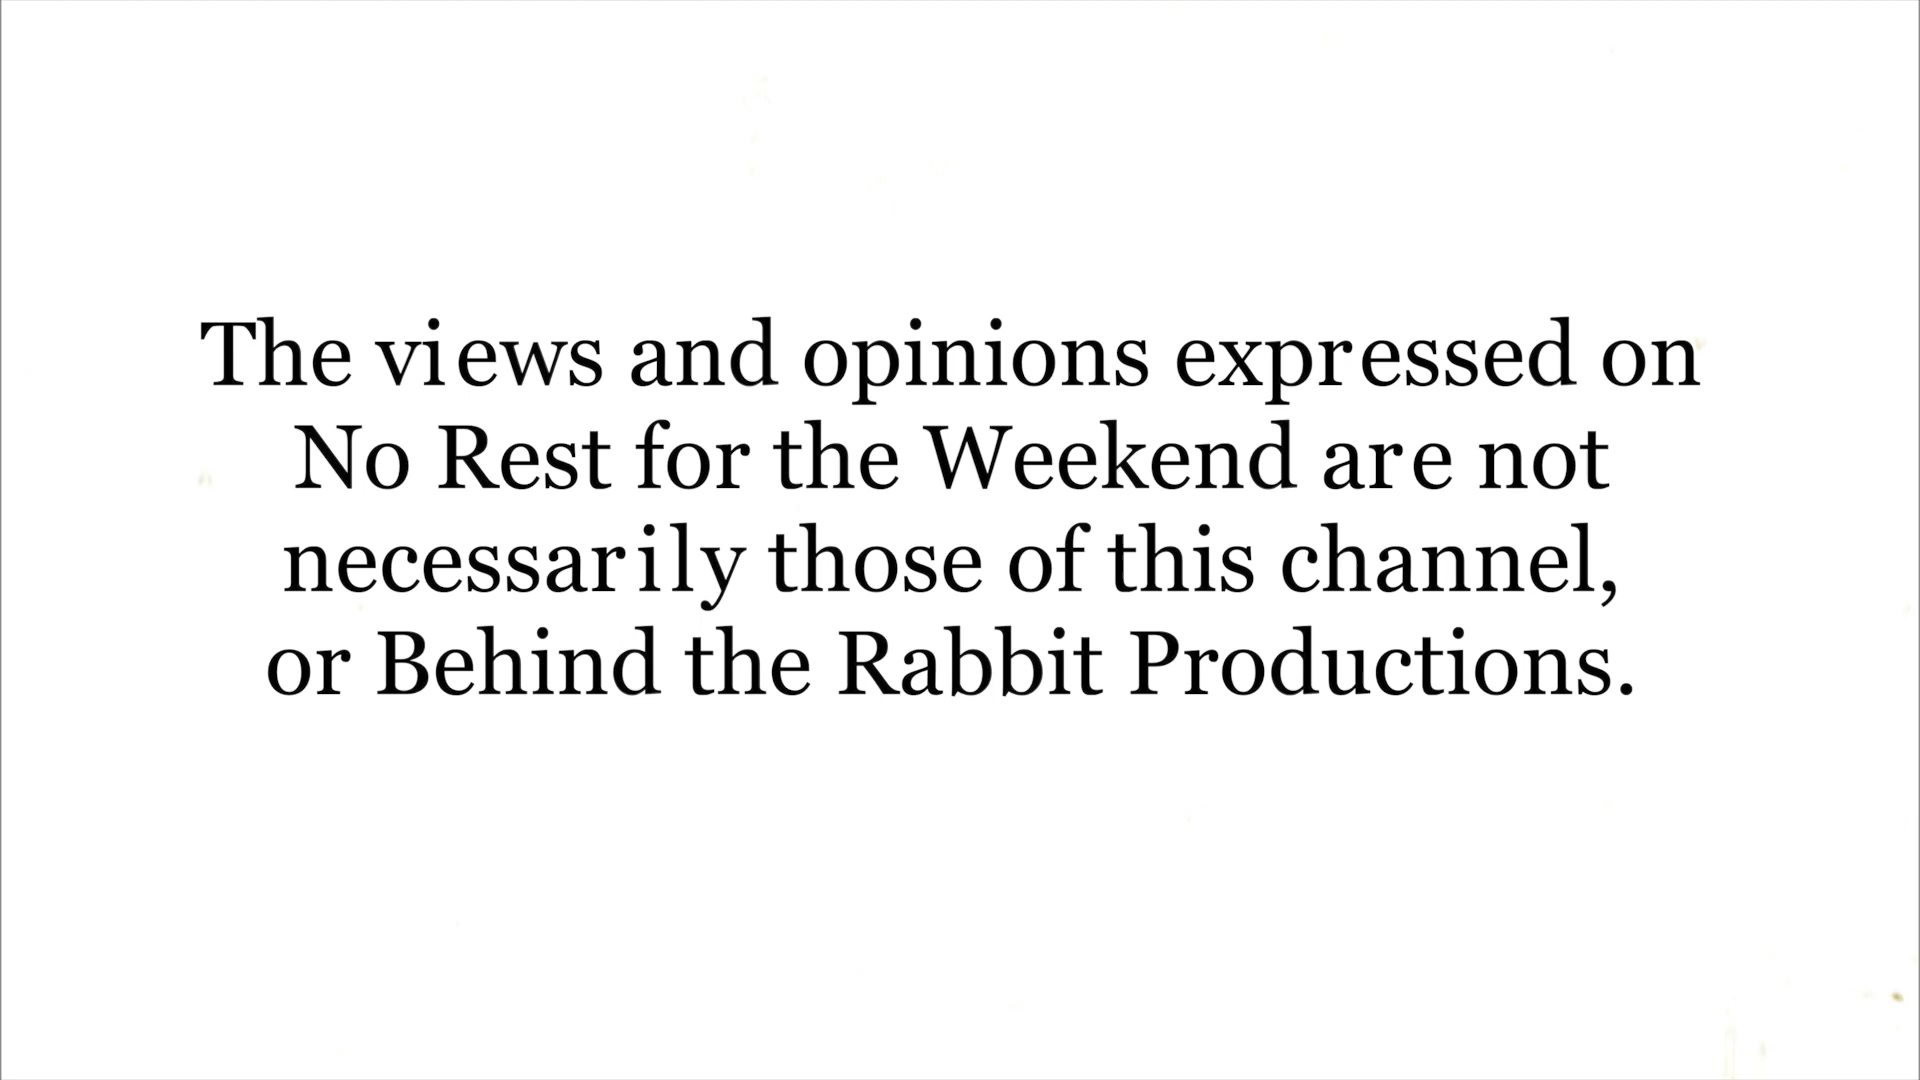 The views and opinions expressed on
No Rest for the Weekend are not
necessarily those of this channel,
or Behind the Rabbit Productions.